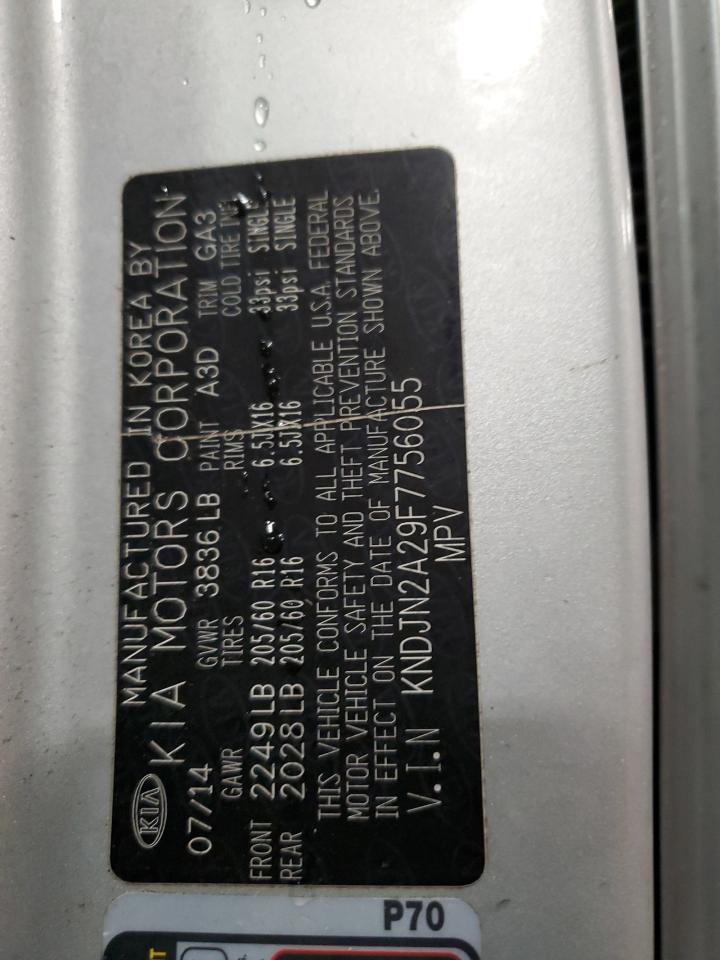 MANUFACTURED IN KOREA BY
KIA KIA MOTORS CORPORATION
07/14 GVWR 3836 LB PAINT A3D TRIM GA3
GAWR TIRES RIMS COLD TIRE
FRONT 2249 LB 205/60 R16 6.5JX16 33psi SINGLE
REAR 2028 LB 205/60 R16 6.5JX16 33psi SINGLE
THIS VEHICLE CONFORMS TO ALL APPLICABLE U.S.A. FEDERAL
MOTOR VEHICLE SAFETY AND THEFT PREVENTION STANDARDS
IN EFFECT ON THE DATE OF MANUFACTURE SHOWN ABOVE.
V.I.N KNDJN2A29F7756055
MPV
P70